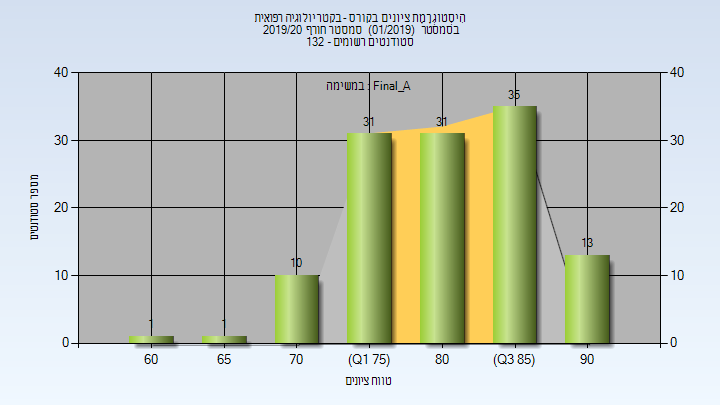 הִיסְטוֹגְרָמַת ציונים בקורס - בקטריולוגיה רפואית
בסמסטר (01/2019) סמסטר חורף 2019/20
סטודנטים רשומים - 132
במשימה : Final_A
40 40
30 30
20 20
10 10
0 0
1 1 10 31 31 35 13
60 65 70 (Q1 75) 80 (Q3 85) 90
מספר סטודנטים
טווח ציונים